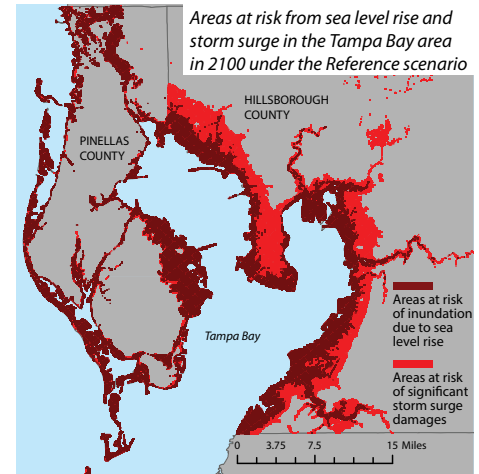 Areas at risk from sea level rise and
storm surge in the Tampa Bay area
in 2100 under the Reference scenario
HILLSBOROUGH
COUNTY
PINELLAS
COUNTY
Tampa Bay
Areas at risk
of inundation
due to sea
level rise
Areas at risk
of significant
storm surge
damages
0 3.75 7.5 15 Miles